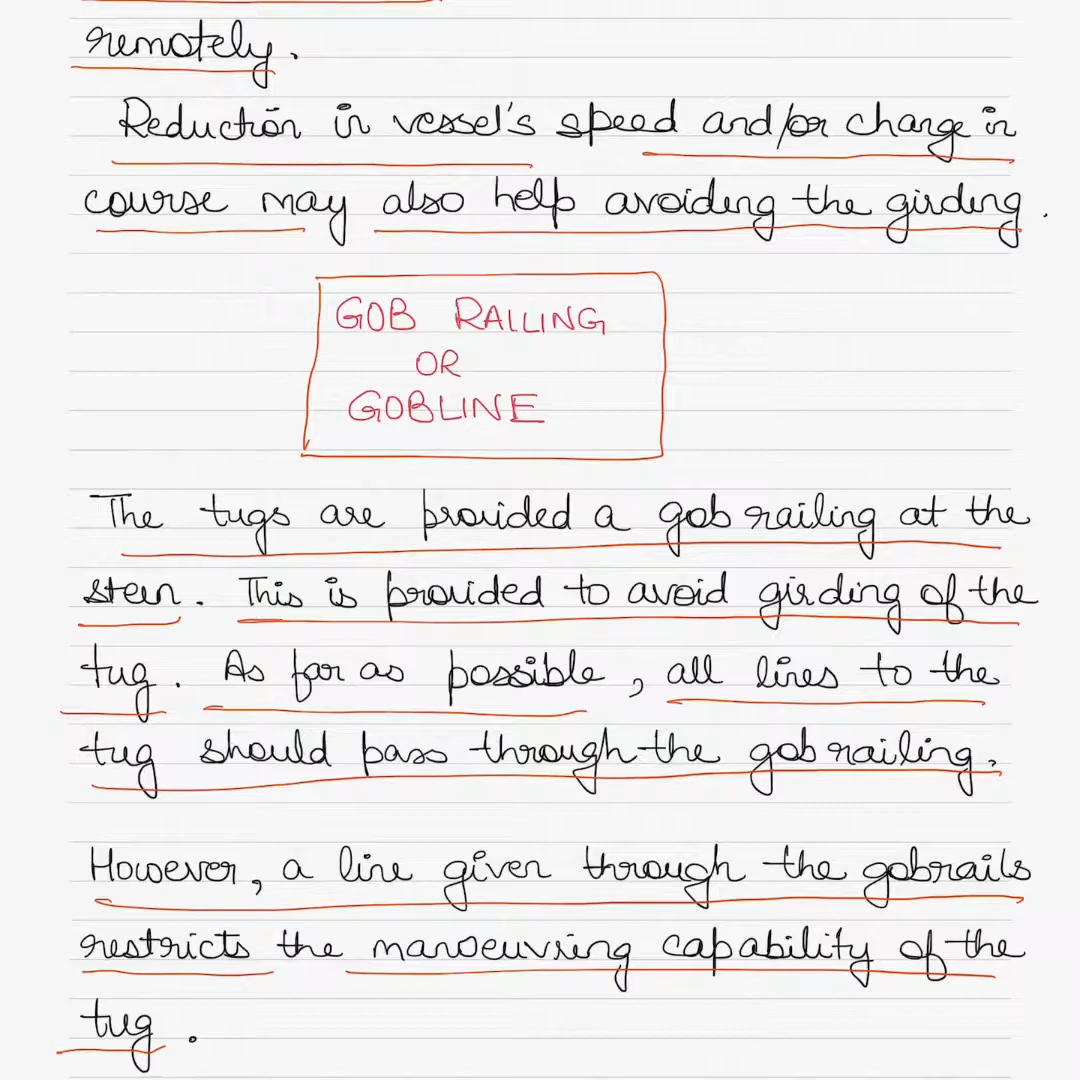 remotely.
Reduction in vessel's speed and/or change in
course may also help avoiding the girding.
GOB RAILING
OR
GOBLINE
The tugs are provided a gob railing at the
stern. This is provided to avoid girding of the
tug. As far as possible, all lines to the
tug should pass through the gob railing.
However, a line given through the gobrails
restricts the manoeuvring capability of the
tug.